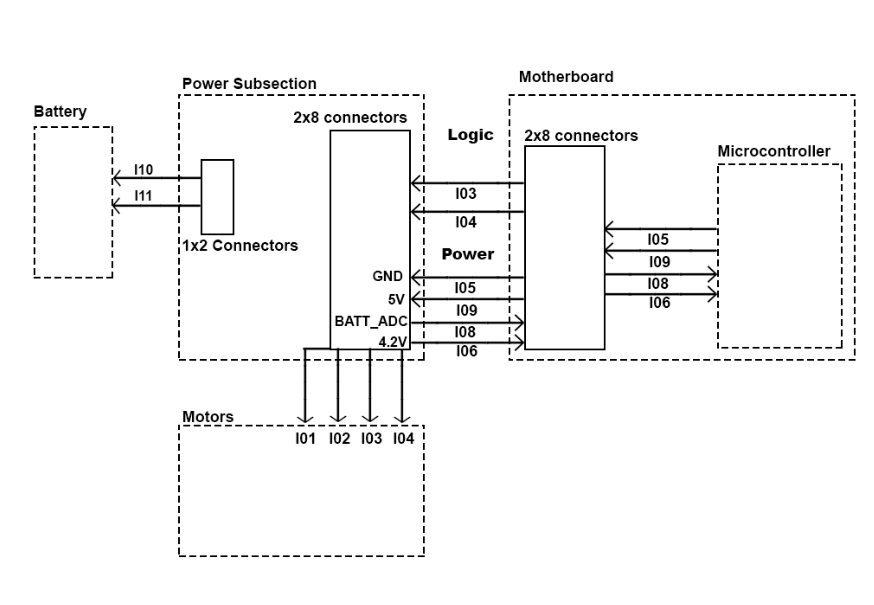 Motherboard
Power Subsection
Battery
2x8 connectors
Logic
2x8 connectors
Microcontroller
I10
I03
I11
I04
I05
1x2 Connectors
Power
I09
GND
I05
I08
5V
I06
I09
BATT_ADC
I08
4.2V
I06
Motors
I01 I02 I03 I04